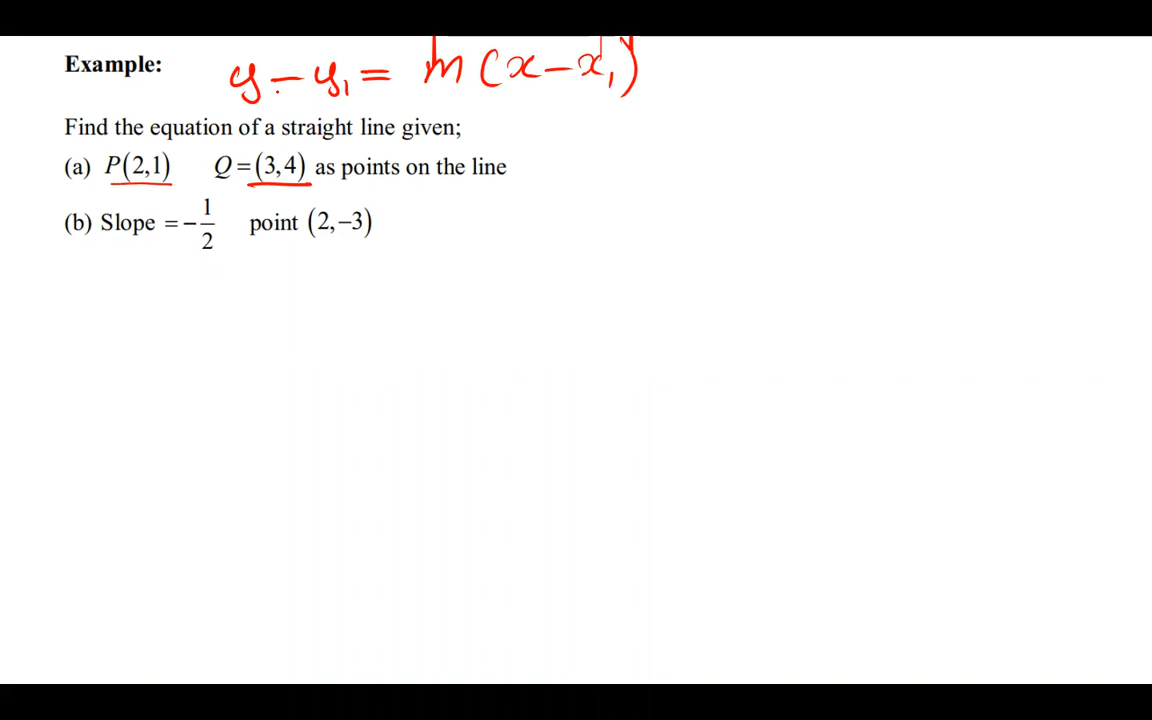 Example: y - y₁ = m (x - x₁)
Find the equation of a straight line given;
(a) P(2,1) Q=(3,4) as points on the line
(b) Slope = -1/2 point (2,-3)